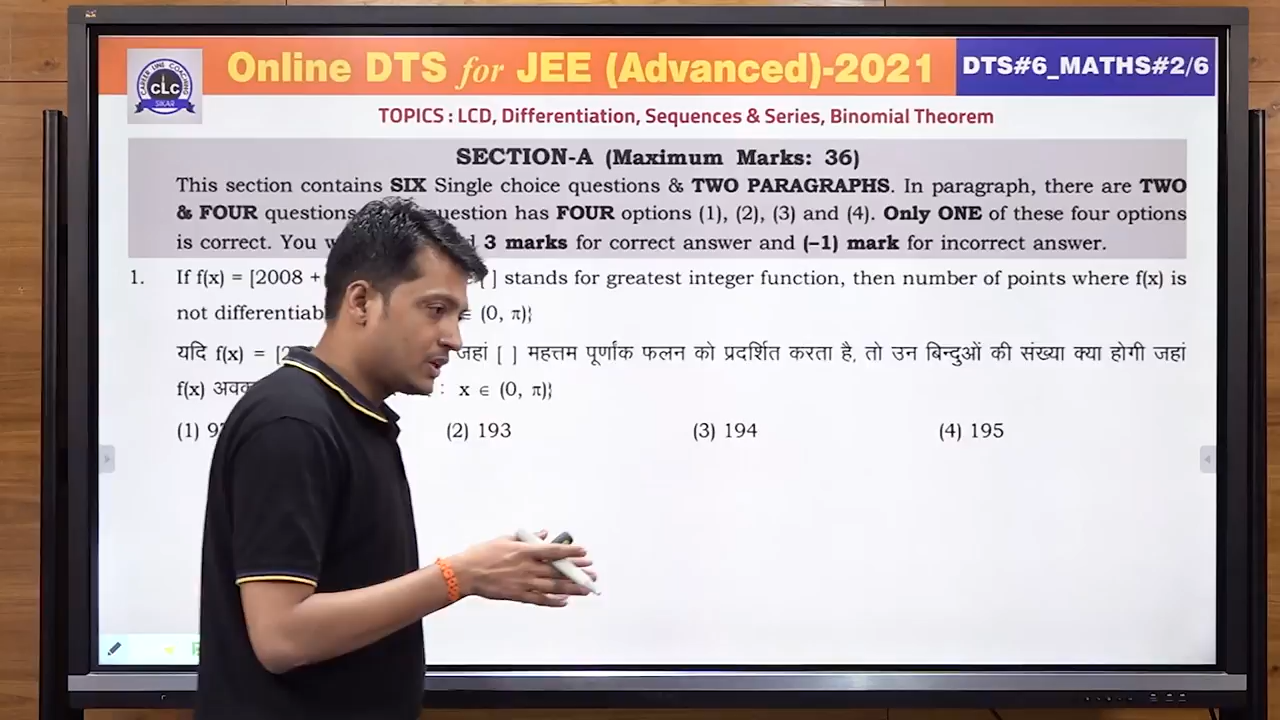 Online DTS for JEE (Advanced)-2021
DTS#6_MATHS#2/6
CAREER LINE COACHING
CLC
SIKAR
TOPICS : LCD, Differentiation, Sequences & Series, Binomial Theorem
SECTION-A (Maximum Marks: 36)
This section contains SIX Single choice questions & TWO PARAGRAPHS. In paragraph, there are TWO
& FOUR questions question has FOUR options (1), (2), (3) and (4). Only ONE of these four options
is correct. You 3 marks for correct answer and (–1) mark for incorrect answer.
1. If f(x) = [2008 + [ ] stands for greatest integer function, then number of points where f(x) is
not (0, π)}
यदि f(x) = जहां [ ] महत्तम पूर्णांक फलन को प्रदर्शित करता है, तो उन बिन्दुओं की संख्या क्या होगी जहां
f(x) : x ∈ (0, π)}
(1) (2) 193 (3) 194 (4) 195